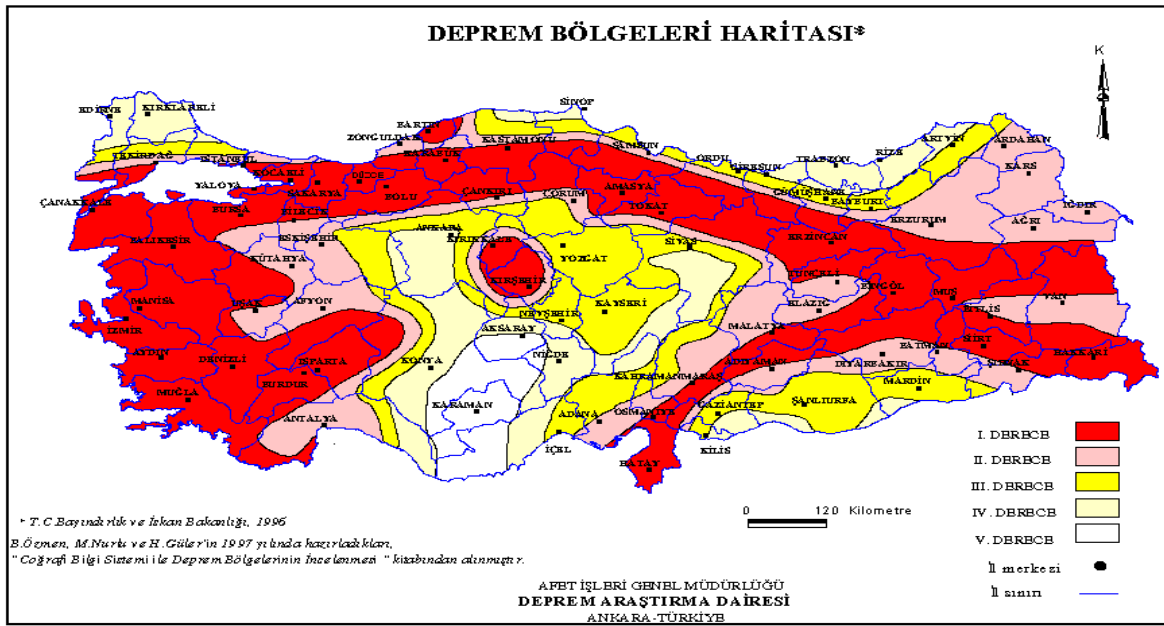 DEPREM BÖLGELERİ HARİTASI*
K
SİNOP
EDİRNE
KIRKLARELİ
BARTIN
ZONGULDAK
KASTAMONU
SAMSUN
ARTVİN
ARDAHAN
TEKİRDAĞ
İSTANBUL
KARABÜK
ORDU
GİRESUN
TRABZON
RİZE
KARS
KOCAELİ
YALOVA
SAKARYA
DÜZCE
BOLU
ÇANKIRI
ÇORUM
AMASYA
TOKAT
GÜMÜŞHANE
BAYBURT
ERZURUM
IĞDIR
AĞRI
ÇANAKKALE
BURSA
BİLECİK
BALIKESİR
ESKİŞEHİR
ANKARA
KIRIKKALE
YOZGAT
SİVAS
ERZİNCAN
KÜTAHYA
KIRŞEHİR
TUNCELİ
BİNGÖL
MUŞ
MANİSA
UŞAK
AFYON
KAYSERİ
ELAZIĞ
BİTLİS
VAN
İZMİR
NEVŞEHİR
AKSARAY
MALATYA
AYDIN
DENİZLİ
ISPARTA
BURDUR
KONYA
NİĞDE
KAHRAMANMARAŞ
ADIYAMAN
DİYARBAKIR
BATMAN
SİİRT
ŞIRNAK
HAKKARİ
MUĞLA
ANTALYA
KARAMAN
ADANA
OSMANİYE
GAZİANTEP
ŞANLIURFA
MARDİN
İÇEL
KİLİS
HATAY
I. DERECE
II. DERECE
III. DERECE
IV. DERECE
V. DERECE
İl merkezi
İl sınırı
0 120 Kilometre
* T.C Bayındırlık ve İskan Bakanlığı, 1996
B.Özmen, M.Nurlu ve H.Güler'in 1997 yılında hazırladıkları,
" Coğrafi Bilgi Sistemi ile Deprem Bölgelerinin İncelenmesi " kitabından alınmıştır.
AFET İŞLERİ GENEL MÜDÜRLÜĞÜ
DEPREM ARAŞTIRMA DAİRESİ
ANKARA-TÜRKİYE